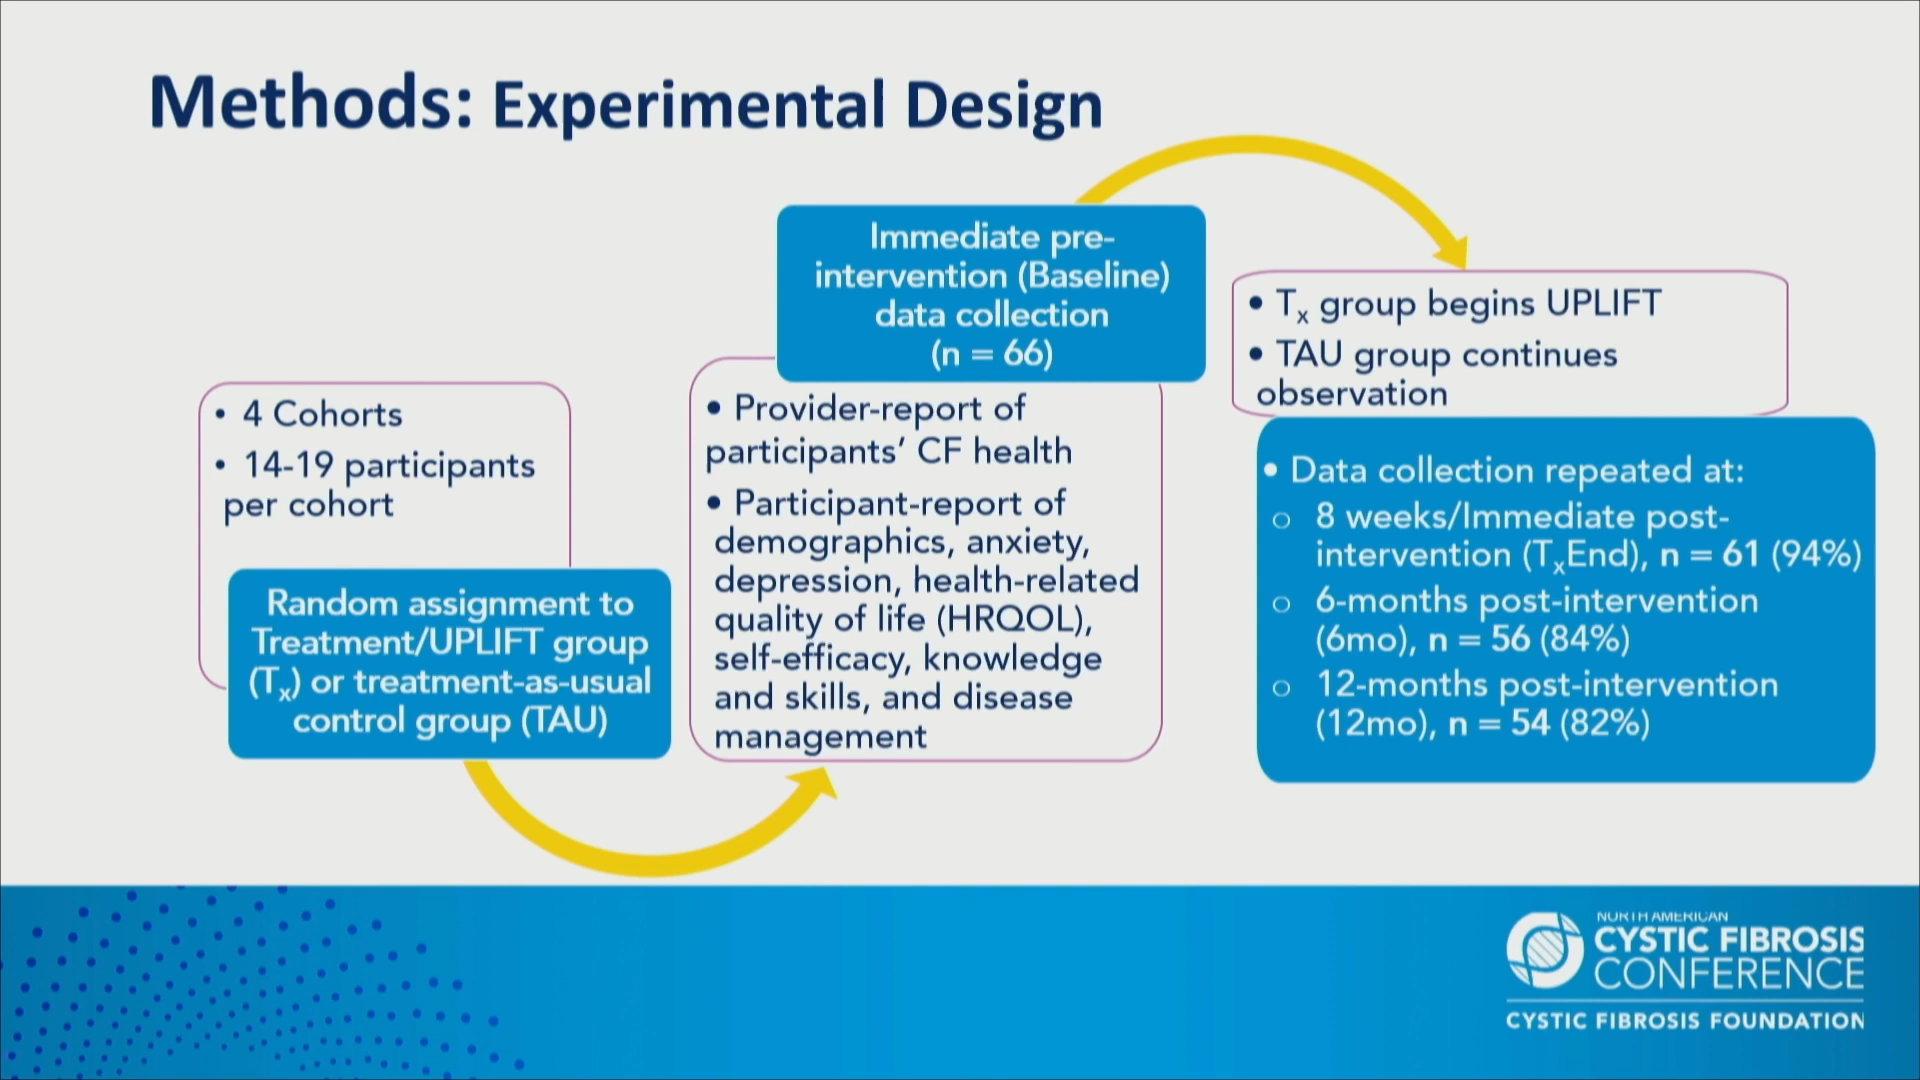 Methods: Experimental Design
• 4 Cohorts
• 14-19 participants
per cohort
Random assignment to
Treatment/UPLIFT group
(Tx) or treatment-as-usual
control group (TAU)
Immediate pre-
intervention (Baseline)
data collection
(n = 66)
• Provider-report of
participants’ CF health
• Participant-report of
demographics, anxiety,
depression, health-related
quality of life (HRQOL),
self-efficacy, knowledge
and skills, and disease
management
• Tx group begins UPLIFT
• TAU group continues
observation
• Data collection repeated at:
o 8 weeks/Immediate post-
intervention (TxEnd), n = 61 (94%)
o 6-months post-intervention
(6mo), n = 56 (84%)
o 12-months post-intervention
(12mo), n = 54 (82%)
NORTH AMERICAN
CYSTIC FIBROSIS
CONFERENCE
CYSTIC FIBROSIS FOUNDATION